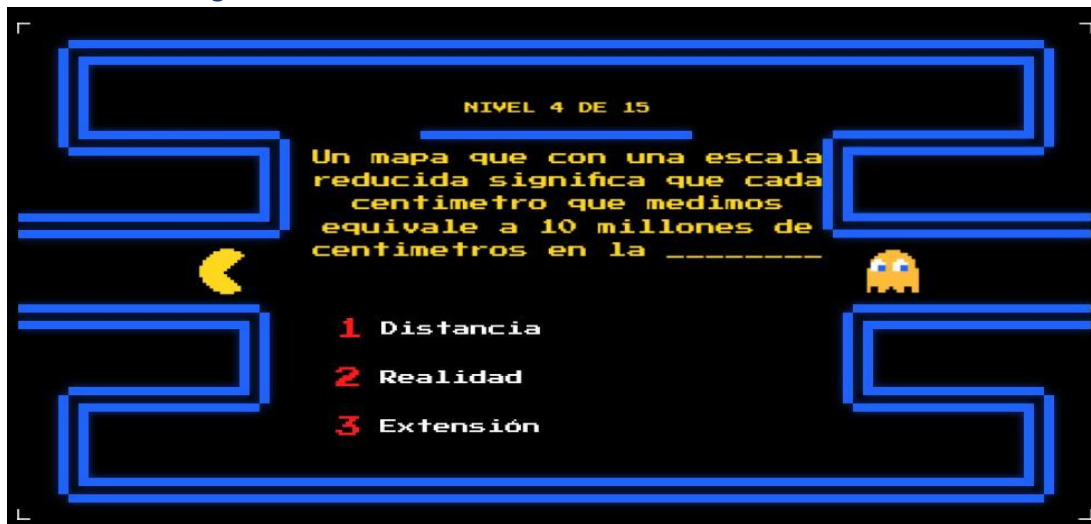 NIVEL 4 DE 15
Un mapa que con una escala
reducida significa que cada
centimetro que medimos
equivale a 10 millones de
centimetros en la ________
1 Distancia
2 Realidad
3 Extensión